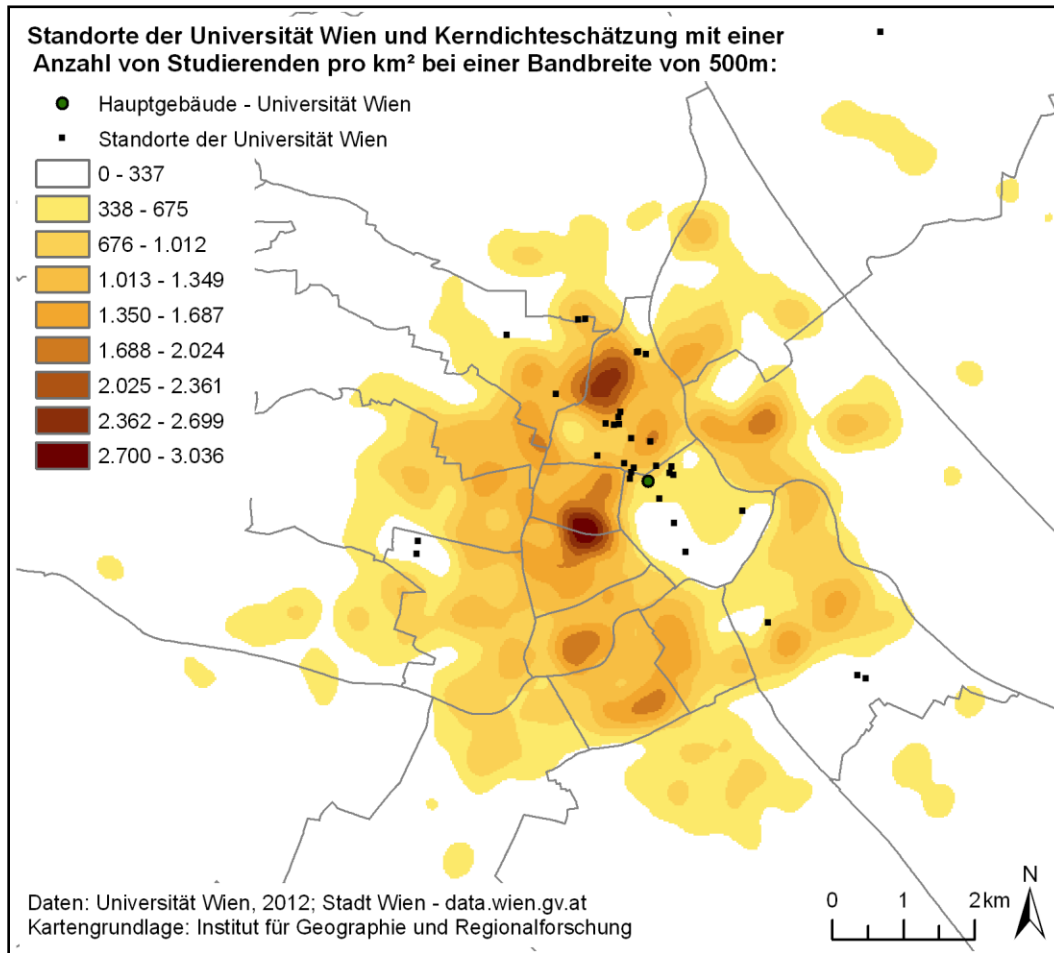 Standorte der Universität Wien und Kerndichteschätzung mit einer
Anzahl von Studierenden pro km² bei einer Bandbreite von 500m:
Hauptgebäude - Universität Wien
Standorte der Universität Wien
0 - 337
338 - 675
676 - 1.012
1.013 - 1.349
1.350 - 1.687
1.688 - 2.024
2.025 - 2.361
2.362 - 2.699
2.700 - 3.036
Daten: Universität Wien, 2012; Stadt Wien - data.wien.gv.at
Kartengrundlage: Institut für Geographie und Regionalforschung
0 1 2 km
N